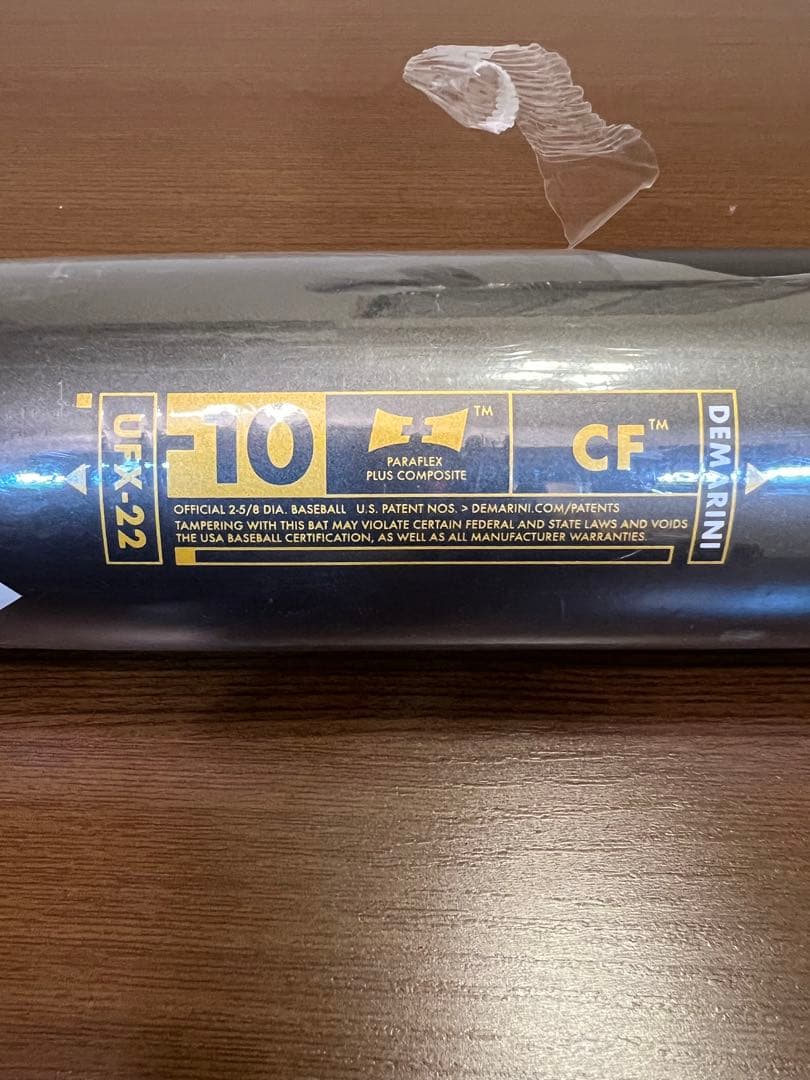 UFX-22
-10
™
PARAFLEX
PLUS COMPOSITE
CF™
DEMARINI
OFFICIAL 2-5/8 DIA. BASEBALL U.S. PATENT NOS. > DEMARINI.COM/PATENTS
TAMPERING WITH THIS BAT MAY VIOLATE CERTAIN FEDERAL AND STATE LAWS AND VOIDS
THE USA BASEBALL CERTIFICATION, AS WELL AS ALL MANUFACTURER WARRANTIES.